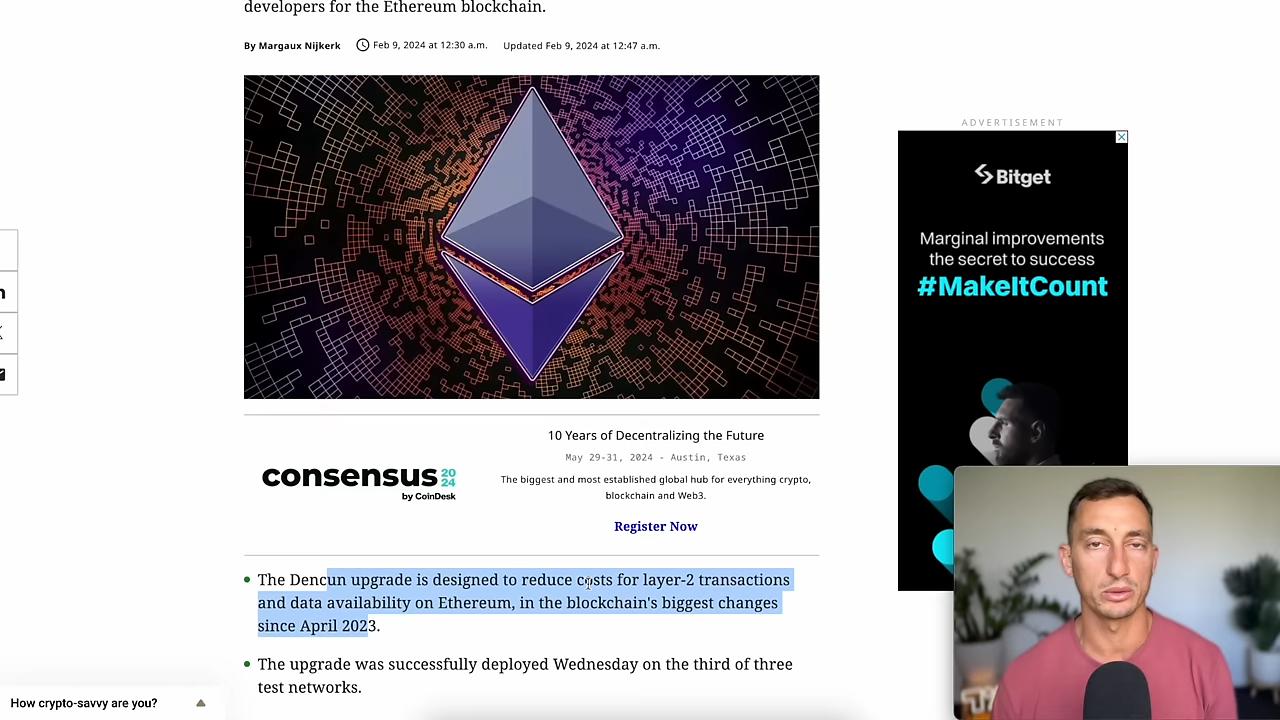 developers for the Ethereum blockchain.
By Margaux Nijkerk
Feb 9, 2024 at 12:30 a.m.
Updated Feb 9, 2024 at 12:47 a.m.
ADVERTISEMENT
Bitget
Marginal improvements
the secret to success
#MakeItCount
10 Years of Decentralizing the Future
May 29-31, 2024 - Austin, Texas
consensus 2024
by CoinDesk
The biggest and most established global hub for everything crypto,
blockchain and Web3.
Register Now
The Dencun upgrade is designed to reduce costs for layer-2 transactions
and data availability on Ethereum, in the blockchain's biggest changes
since April 2023.
The upgrade was successfully deployed Wednesday on the third of three
test networks.
How crypto-savvy are you?